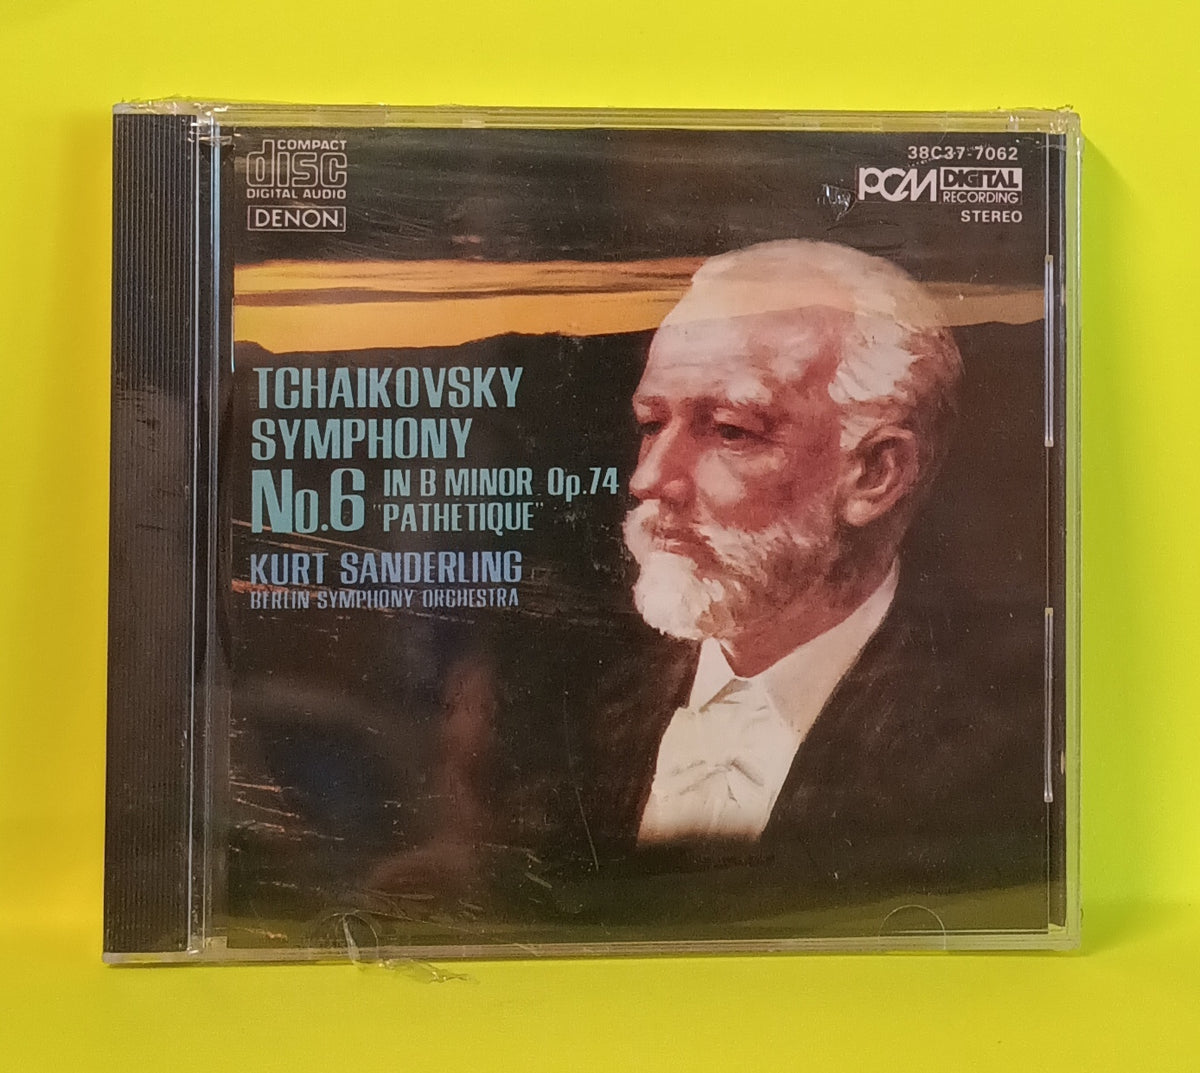 COMPACT
disc
DIGITAL AUDIO
DENON.
38C37-7062
PCM DIGITAL
RECORDING
STEREO
TCHAIKOVSKY
SYMPHONY
No.6 IN B MINOR Op.74
"PATHETIQUE"
KURT SANDERLING
BERLIN SYMPHONY ORCHESTRA